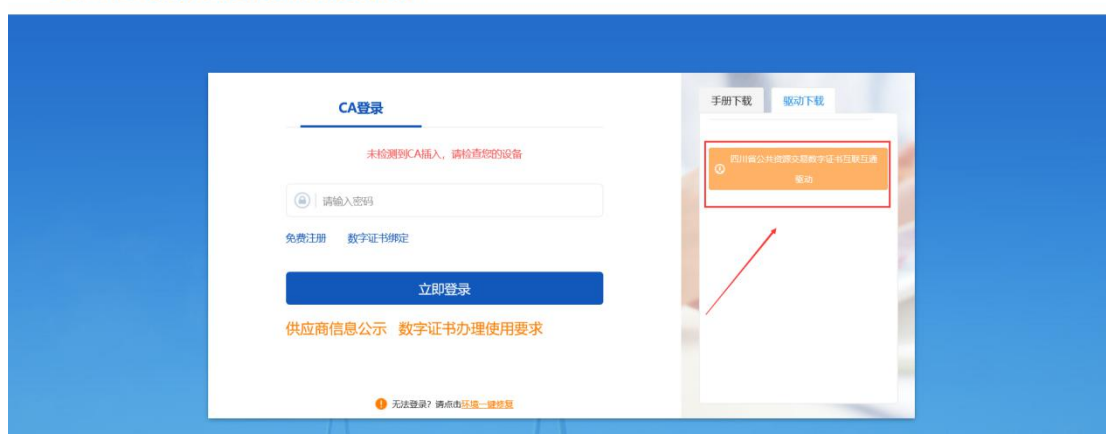 CA登录
未检测到CA插入，请检查您的设备
请输入密码
免费注册 数字证书绑定
立即登录
供应商信息公示 数字证书办理使用要求
无法登录？请点击环境一键修复
手册下载 驱动下载
四川省公共资源交易数字证书互联互通
驱动